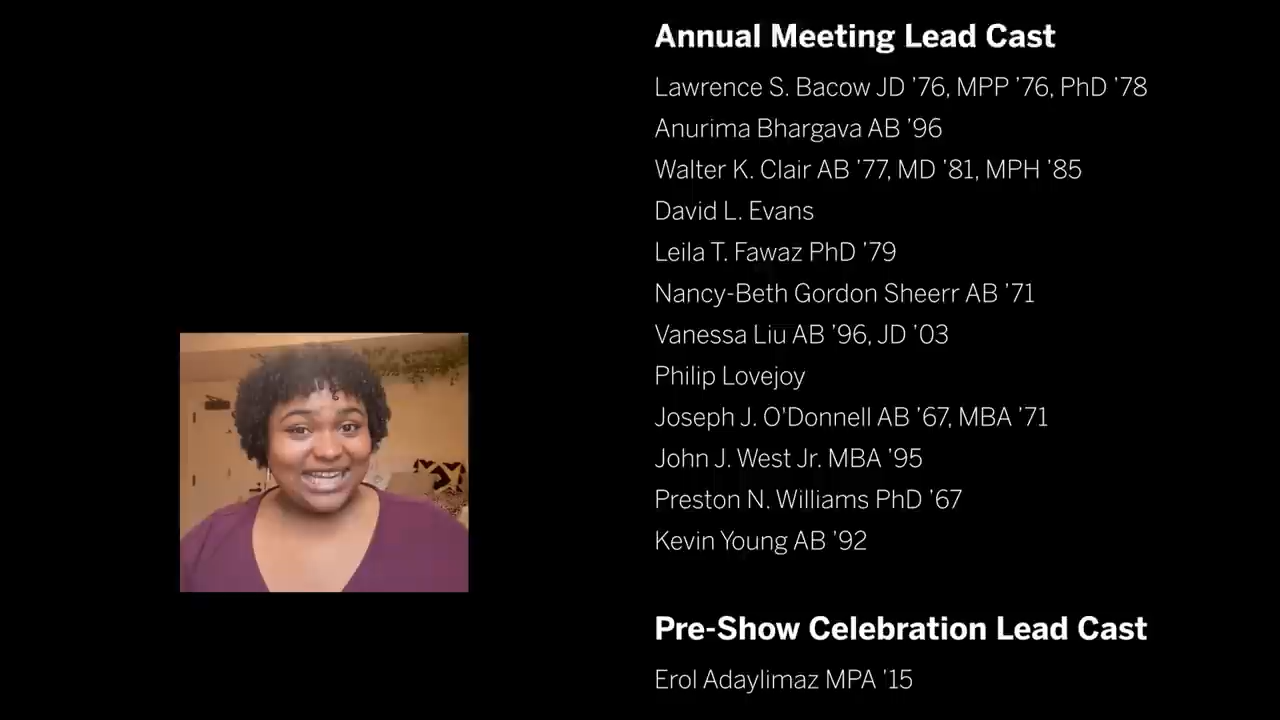 Annual Meeting Lead Cast
Lawrence S. Bacow JD ’76, MPP ’76, PhD ’78
Anurima Bhargava AB ’96
Walter K. Clair AB ’77, MD ’81, MPH ’85
David L. Evans
Leila T. Fawaz PhD ’79
Nancy-Beth Gordon Sheerr AB ’71
Vanessa Liu AB ’96, JD ’03
Philip Lovejoy
Joseph J. O'Donnell AB ’67, MBA ’71
John J. West Jr. MBA ’95
Preston N. Williams PhD ’67
Kevin Young AB ’92
Pre-Show Celebration Lead Cast
Erol Adaylimaz MPA ’15